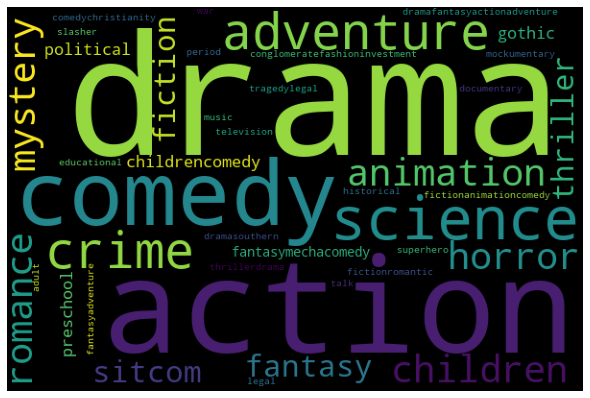 war
dramafantasyactionadventure
comedychristianity
slasher
adventure
gothic
mystery
political
fiction
period
conglomeratefashioninvestment
mockumentary
drama
thriller
tragedylegal
documentary
music
television
educational
childrencomedy
animation
comedy
historical
fictionanimationcomedy
science
romance
crime
dramasouthern
fantasymechacomedy
superhero
horror
adult
preschool
fantasyadventure
thrillerdrama
fictionromantic
action
talk
sitcom
fantasy
legal
children